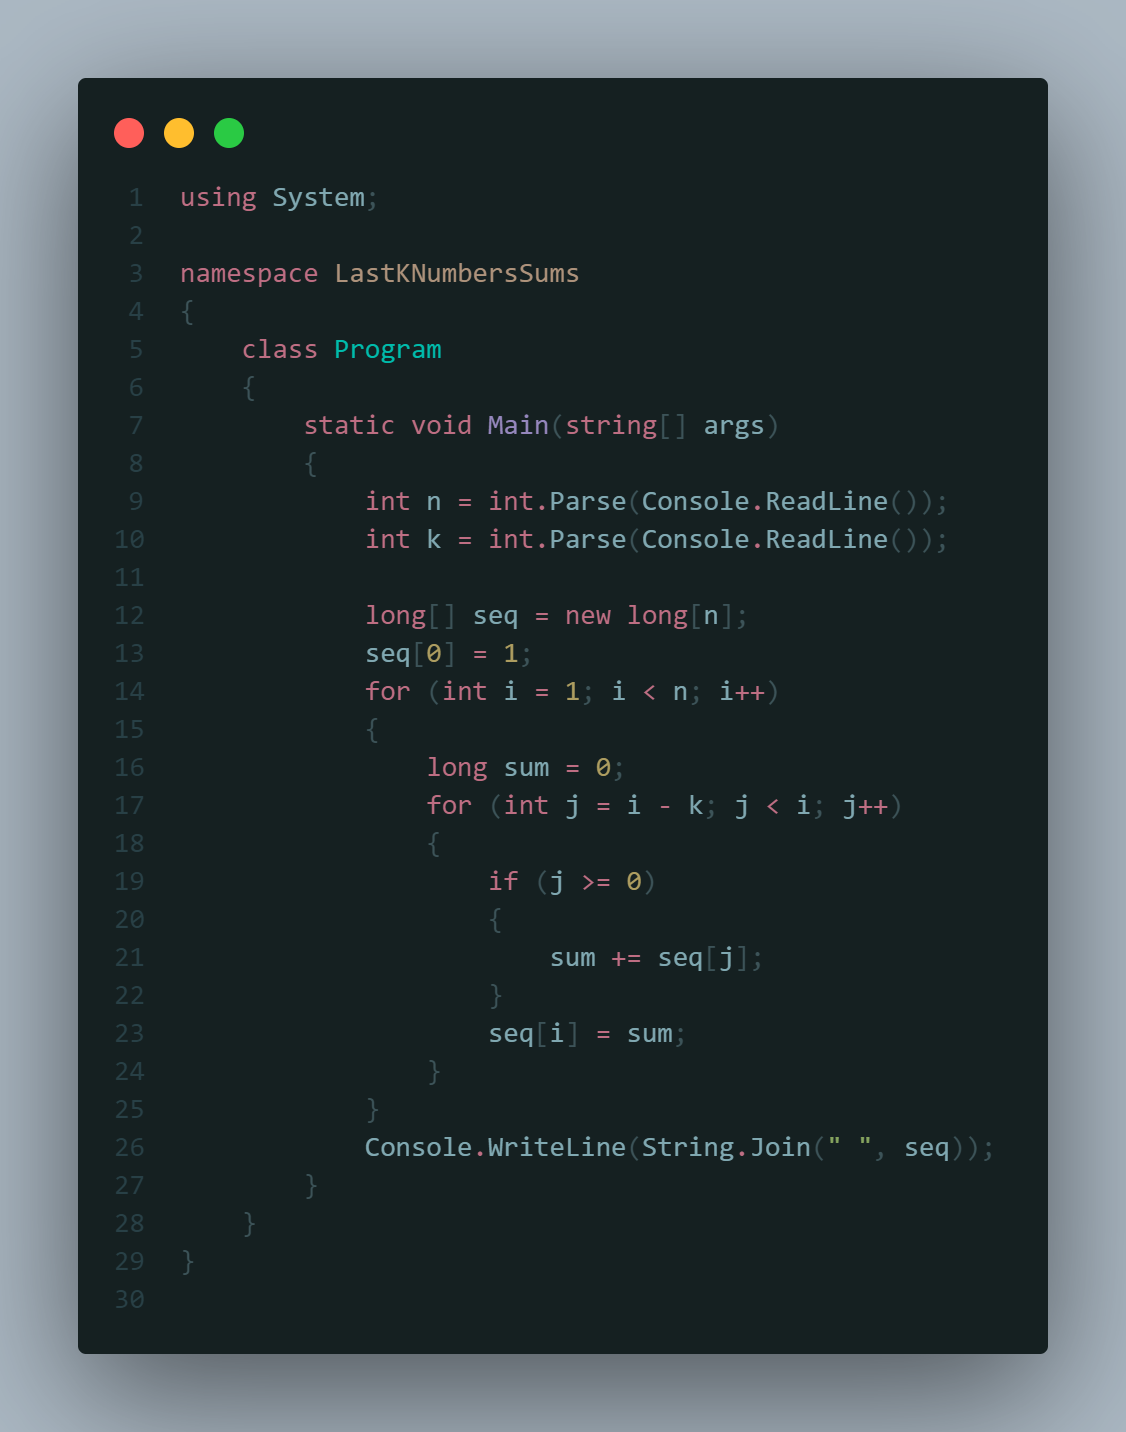 1 using System;
2
3 namespace LastKNumbersSums
4 {
5     class Program
6     {
7         static void Main(string[] args)
8         {
9             int n = int.Parse(Console.ReadLine());
10             int k = int.Parse(Console.ReadLine());
11
12             long[] seq = new long[n];
13             seq[0] = 1;
14             for (int i = 1; i < n; i++)
15             {
16                 long sum = 0;
17                 for (int j = i - k; j < i; j++)
18                 {
19                     if (j >= 0)
20                     {
21                         sum += seq[j];
22                     }
23                     seq[i] = sum;
24                 }
25             }
26             Console.WriteLine(String.Join(" ", seq));
27         }
28     }
29 }
30